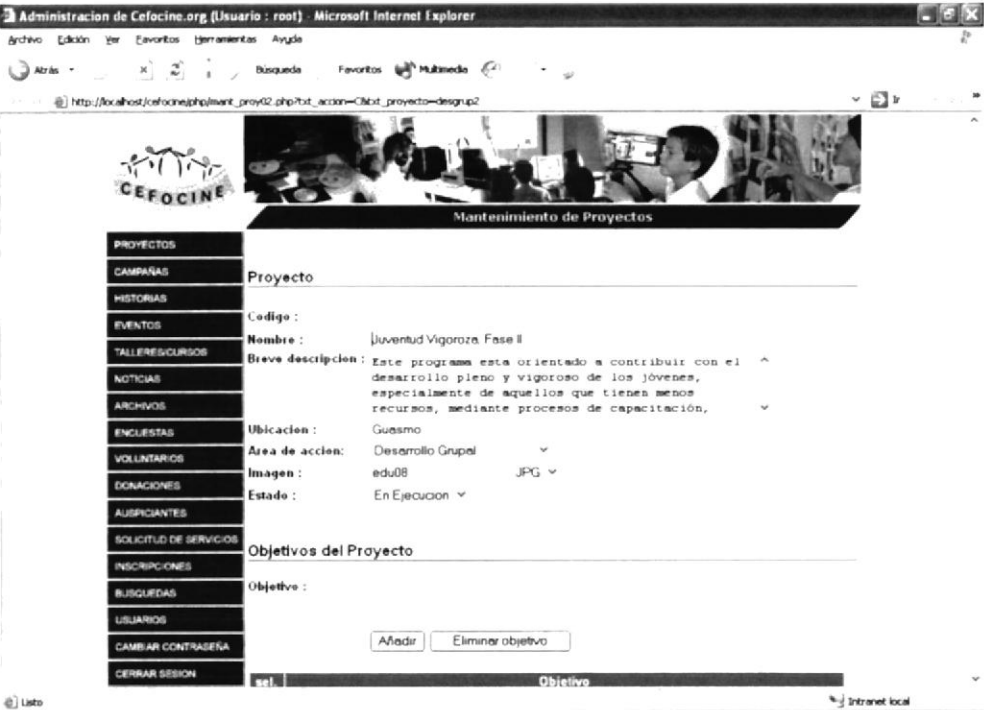 Administracion de Cefocine.org (Usuario : root) - Microsoft Internet Explorer
Archivo Edición Ver Favoritos Herramientas Ayuda
Atrás Búsqueda Favoritos Multimedia
http://localhost/cefocine/php/mant_proy02.php?txt_accion=C&txt_proyecto=desgrup2 Ir
CEFOCINE
Mantenimiento de Proyectos
PROYECTOS
CAMPAÑAS
HISTORIAS
EVENTOS
TALLERES/CURSOS
NOTICIAS
ARCHIVOS
ENCUESTAS
VOLUNTARIOS
DONACIONES
AUSPICIANTES
SOLICITUD DE SERVICIOS
INSCRIPCIONES
BUSQUEDAS
USUARIOS
CAMBIAR CONTRASEÑA
CERRAR SESION
Proyecto
Codigo :
Nombre : Juventud Vigoroza. Fase II
Breve descripcion : Este programa esta orientado a contribuir con el
desarrollo pleno y vigoroso de los jóvenes,
especialmente de aquellos que tienen menos
recursos, mediante procesos de capacitación,
Ubicacion : Guasmo
Area de accion: Desarrollo Grupal
Imagen : edu08 JPG
Estado : En Ejecucion
Objetivos del Proyecto
Objetivo :
Añadir Eliminar objetivo
sel. Objetivo
Listo Intranet local